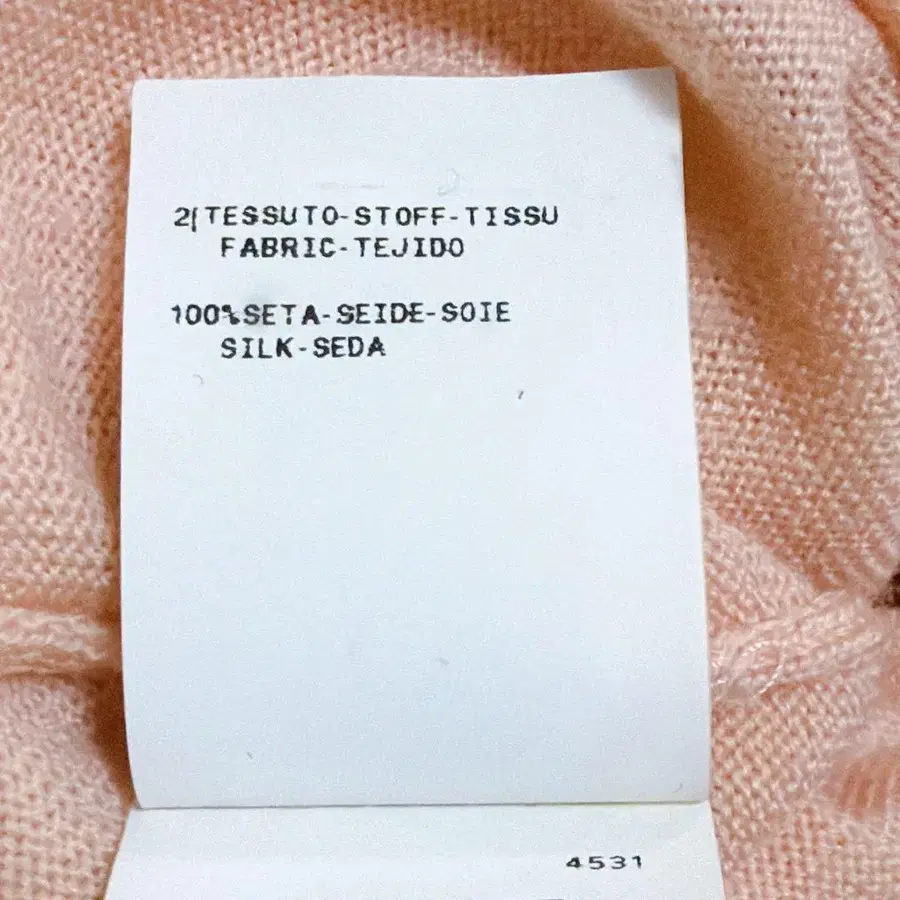 2( TESSUTO-STOFF-TISSU
FABRIC-TEJIDO
100%SETA-SEIDE-SOIE
SILK-SEDA
4531